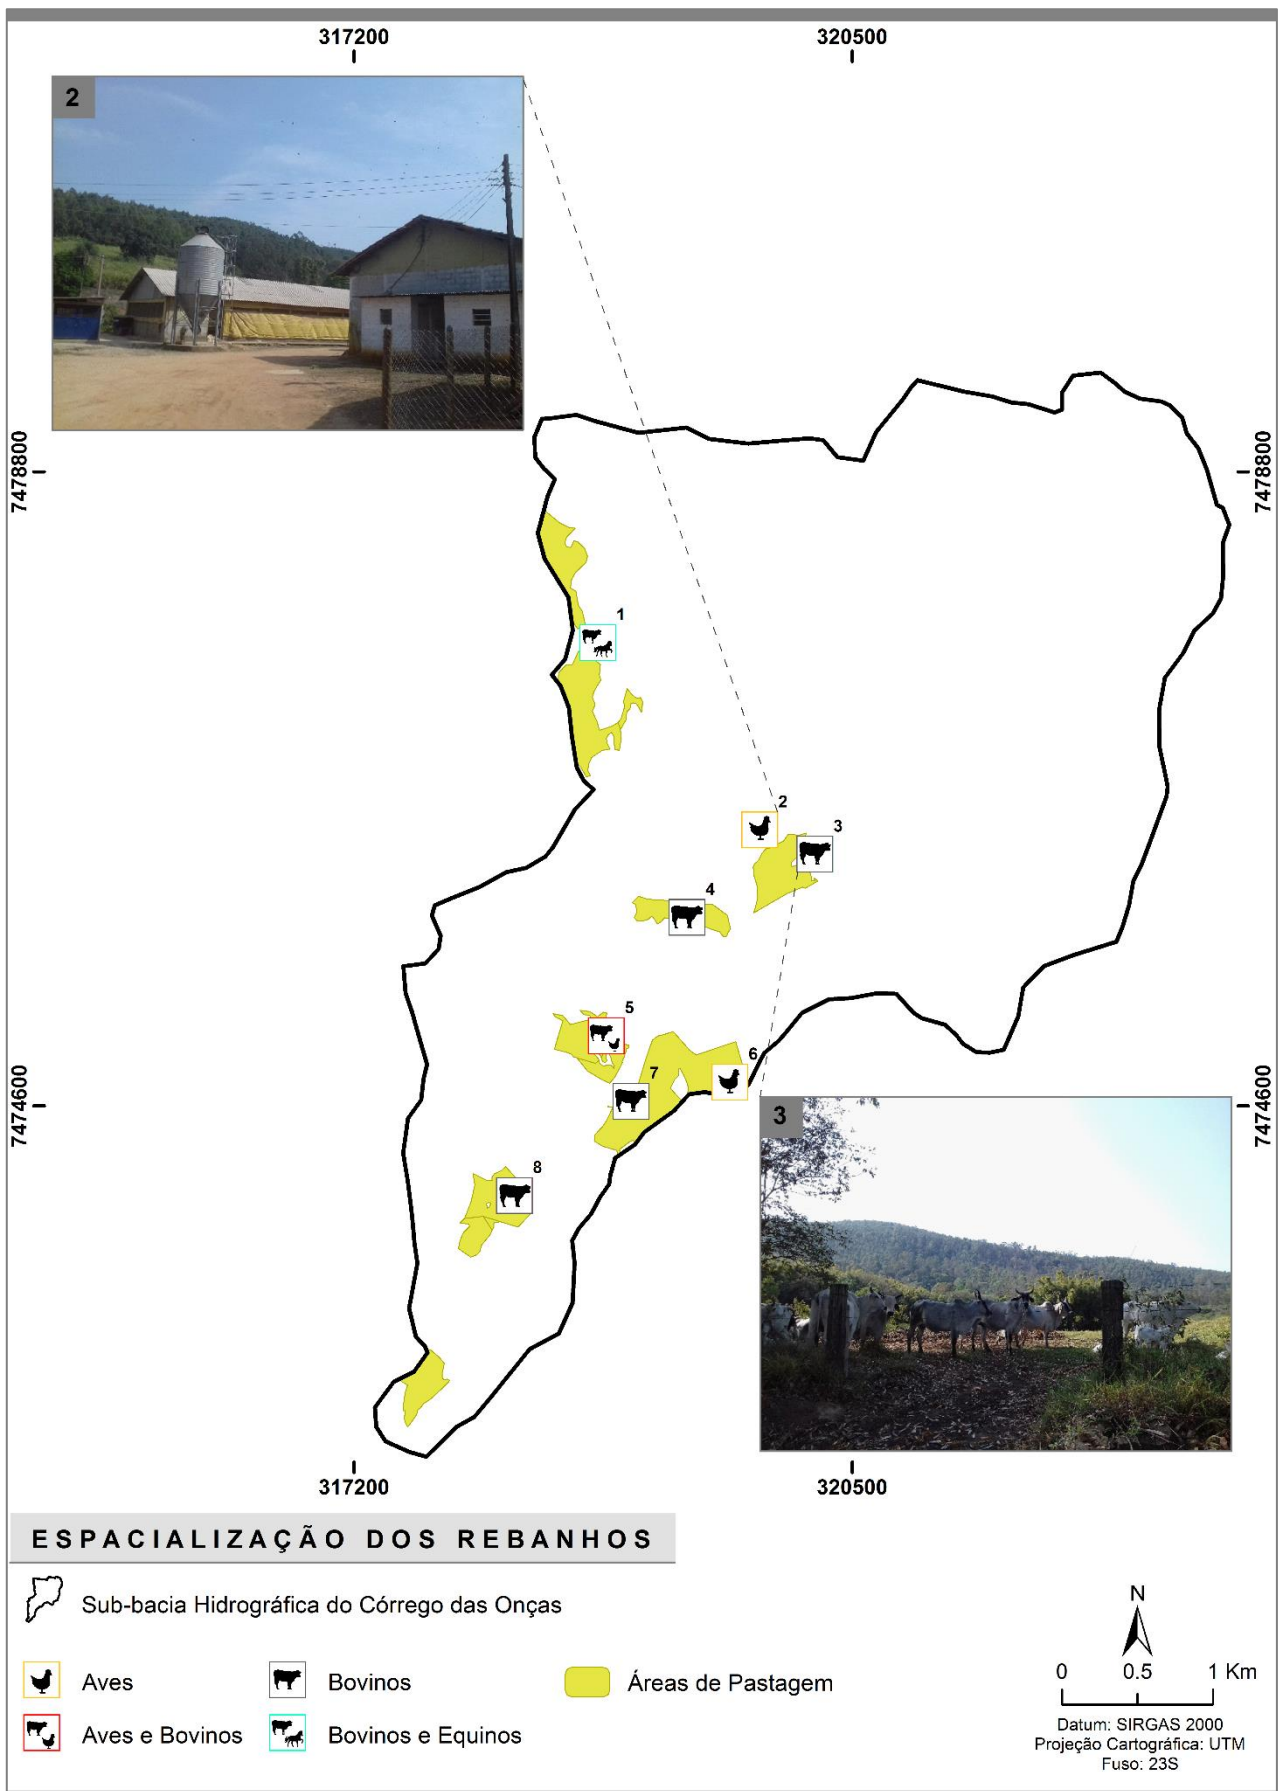 317200 320500
2
7478800 7478800
1
2
3
4
5
6
7
7474600 7474600
3
8
317200 320500
ESPACIALIZAÇÃO DOS REBANHOS
Sub-bacia Hidrográfica do Córrego das Onças
Aves Bovinos Áreas de Pastagem
Aves e Bovinos Bovinos e Equinos
N
0 0.5 1 Km
Datum: SIRGAS 2000
Projeção Cartográfica: UTM
Fuso: 23S